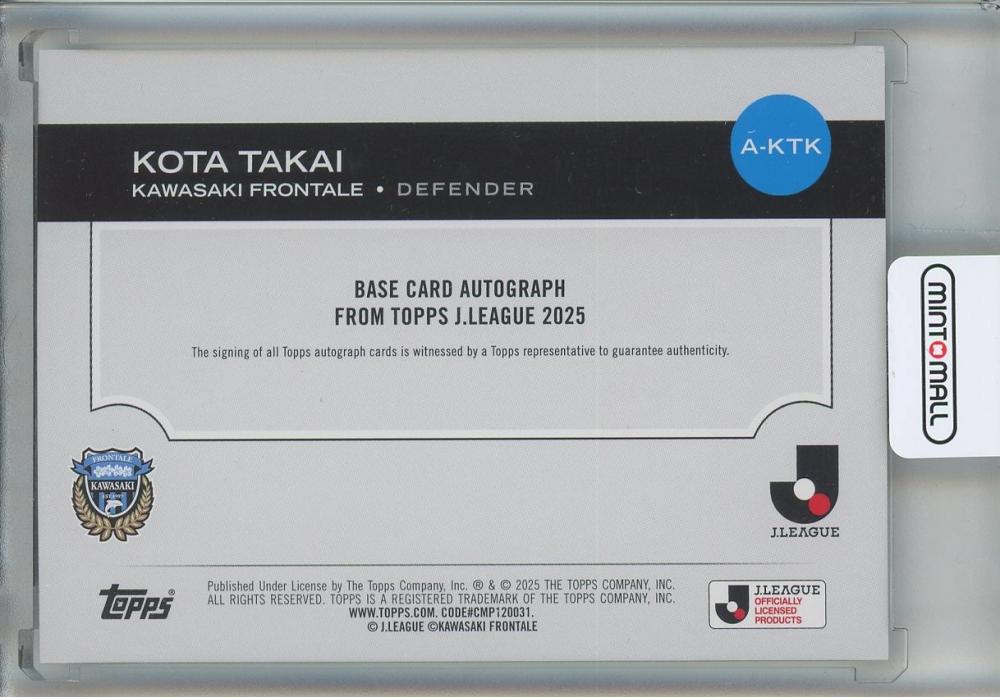 KOTA TAKAI
KAWASAKI FRONTALE • DEFENDER
A-KTK
BASE CARD AUTOGRAPH
FROM TOPPS J.LEAGUE 2025
The signing of all Topps autograph cards is witnessed by a Topps representative to guarantee authenticity.
MINTOMALL
FRONTALE
KAWASAKI
EST.1997
J.LEAGUE
topps
Published Under License by The Topps Company, Inc. ® & © 2025 THE TOPPS COMPANY, INC.
ALL RIGHTS RESERVED. TOPPS IS A REGISTERED TRADEMARK OF THE TOPPS COMPANY, INC.
WWW.TOPPS.COM. CODE#CMP120031.
© J.LEAGUE ©KAWASAKI FRONTALE
J.LEAGUE
OFFICIALLY
LICENSED
PRODUCTS